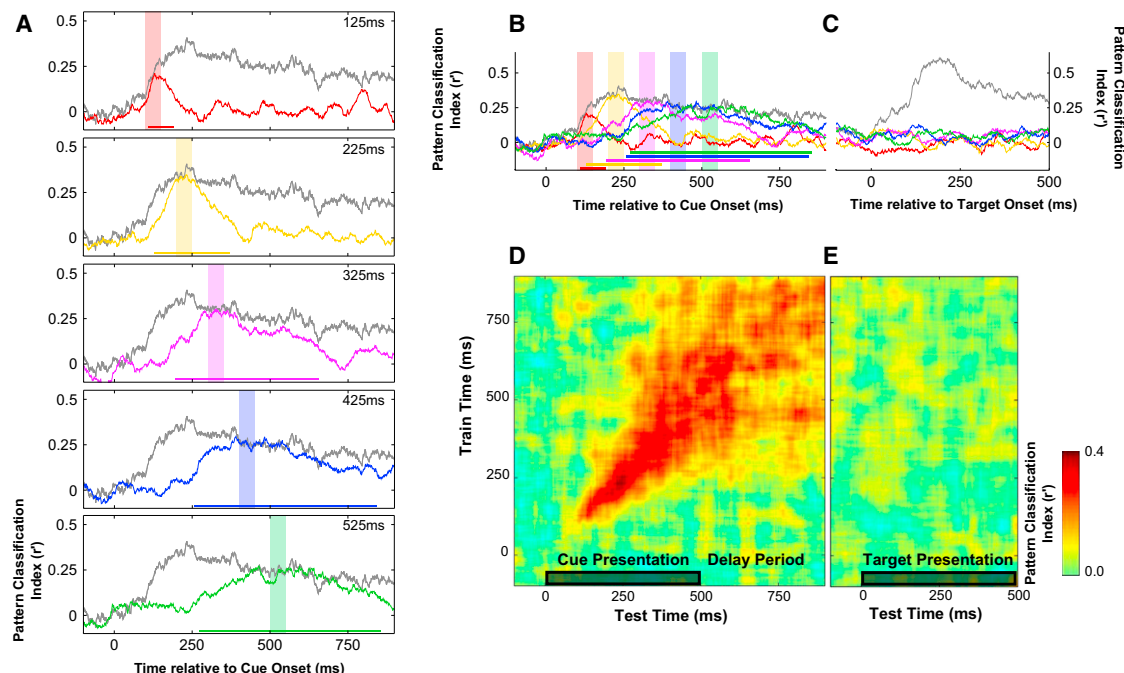 A
0.5
0.25
0
125ms
0.5
0.25
0
225ms
0.5
0.25
0
325ms
0.5
0.25
0
425ms
0.5
0.25
0
525ms
Pattern Classification
Index (r')
0 250 500 750
Time relative to Cue Onset (ms)
B
Pattern Classification
Index (r')
0.5
0.25
0
0 250 500 750
Time relative to Cue Onset (ms)
C
0.5
0.25
0
Pattern Classification
Index (r')
0 250 500
Time relative to Target Onset (ms)
D
Train Time (ms)
750
500
250
0
Cue Presentation Delay Period
0 250 500 750
Test Time (ms)
E
Target Presentation
0 250 500
Test Time (ms)
Pattern Classification
Index (r')
0.4
0.0